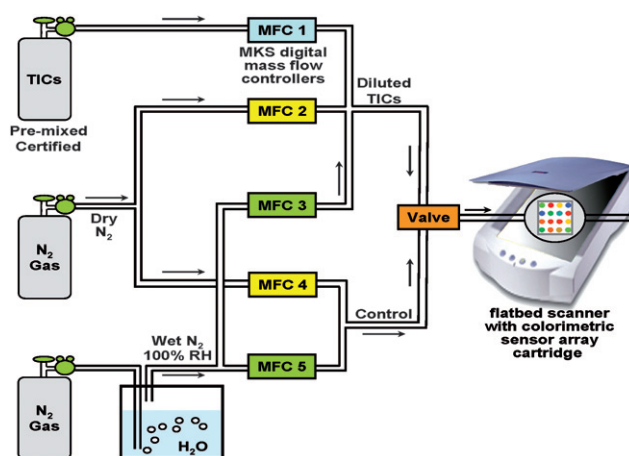 TICs
Pre-mixed
Certified
MFC 1
MKS digital
mass flow
controllers
Diluted
TICs
MFC 2
N₂
Gas
Dry
N₂
MFC 3
Valve
MFC 4
Control
flatbed scanner
with colorimetric
sensor array
cartridge
Wet N₂
100% RH
MFC 5
N₂
Gas
H₂O